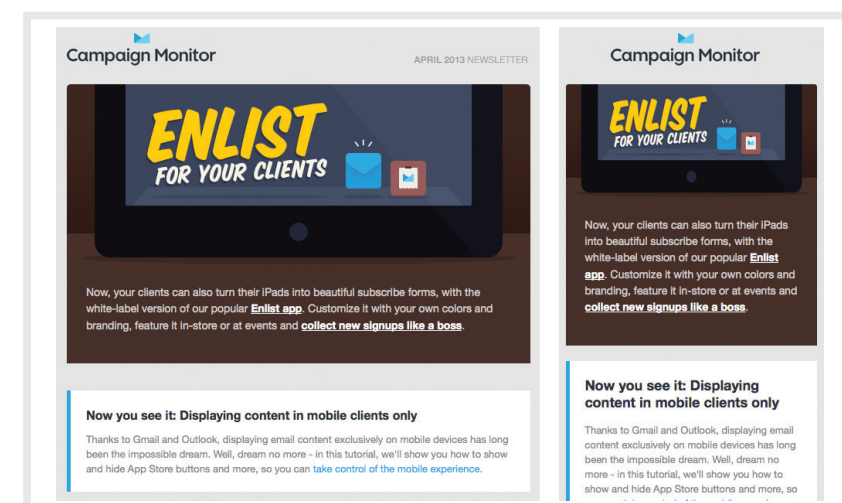 Campaign Monitor
APRIL 2013 NEWSLETTER
ENLIST
FOR YOUR CLIENTS
Now, your clients can also turn their iPads into beautiful subscribe forms, with the
white-label version of our popular Enlist app. Customize it with your own colors and
branding, feature it in-store or at events and collect new signups like a boss.
Now you see it: Displaying content in mobile clients only
Thanks to Gmail and Outlook, displaying email content exclusively on mobile devices has long
been the impossible dream. Well, dream no more - in this tutorial, we'll show you how to show
and hide App Store buttons and more, so you can take control of the mobile experience.
Campaign Monitor
ENLIST
FOR YOUR CLIENTS
Now, your clients can also turn their iPads
into beautiful subscribe forms, with the
white-label version of our popular Enlist
app. Customize it with your own colors and
branding, feature it in-store or at events and
collect new signups like a boss.
Now you see it: Displaying
content in mobile clients only
Thanks to Gmail and Outlook, displaying email
content exclusively on mobile devices has long
been the impossible dream. Well, dream no
more - in this tutorial, we'll show you how to
show and hide App Store buttons and more, so